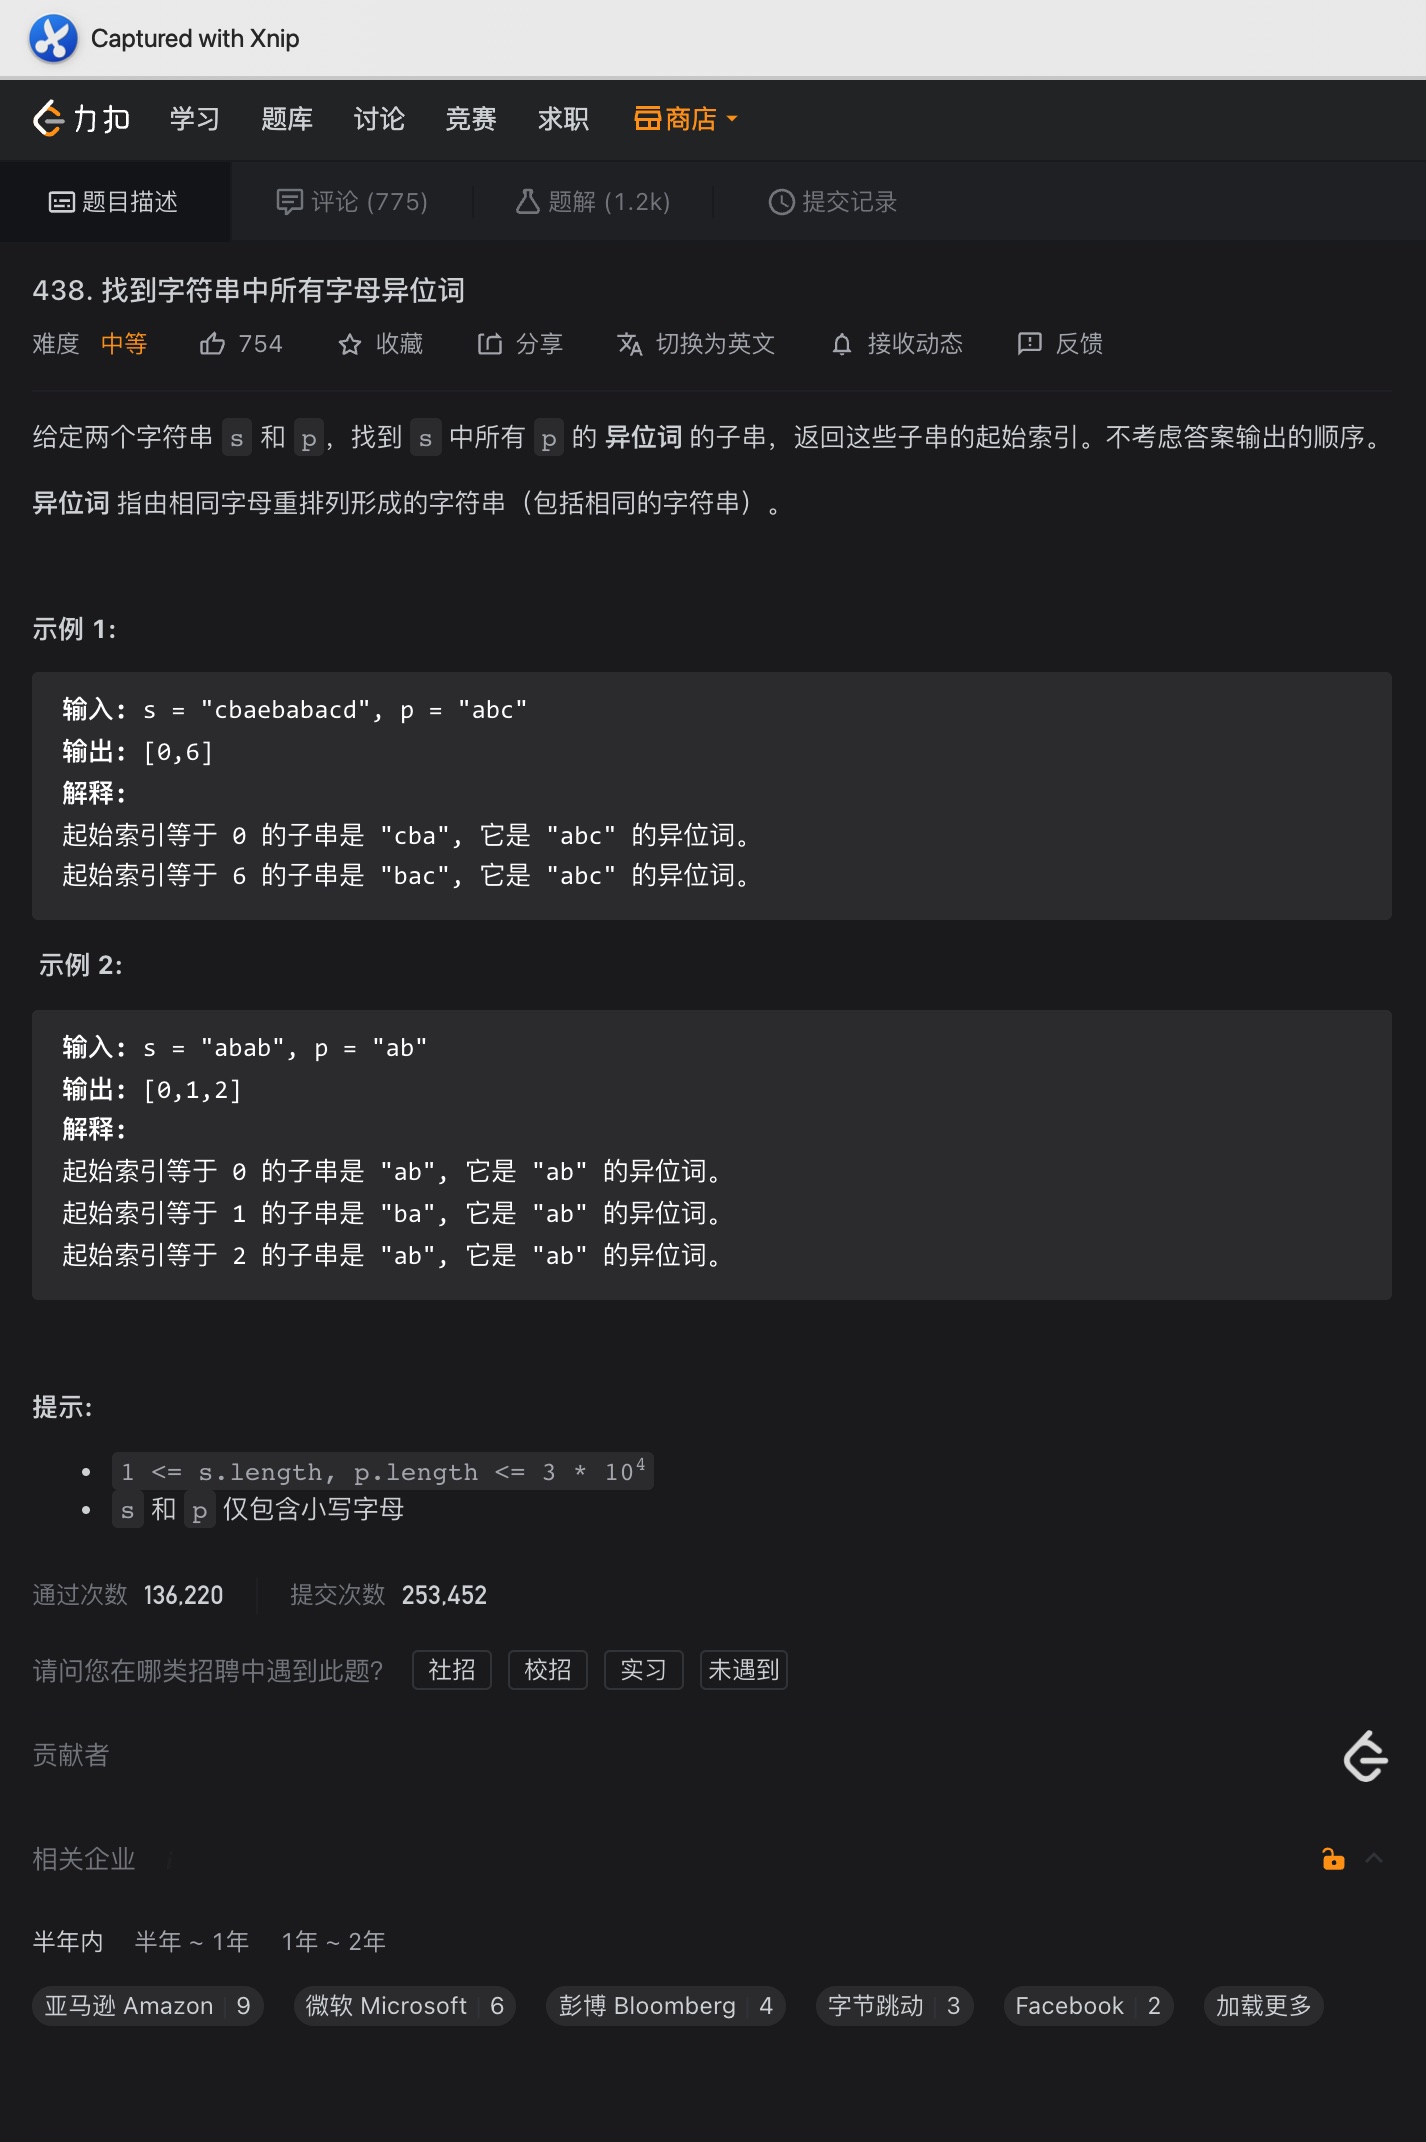 Captured with Xnip
力扣 学习 题库 讨论 竞赛 求职 商店
题目描述 评论 (775) 题解 (1.2k) 提交记录
438. 找到字符串中所有字母异位词
难度 中等 754 收藏 分享 切换为英文 接收动态 反馈
给定两个字符串 s 和 p，找到 s 中所有 p 的 异位词 的子串，返回这些子串的起始索引。不考虑答案输出的顺序。
异位词 指由相同字母重排列形成的字符串（包括相同的字符串）。
示例 1:
输入: s = "cbaebabacd", p = "abc"
输出: [0,6]
解释:
起始索引等于 0 的子串是 "cba", 它是 "abc" 的异位词。
起始索引等于 6 的子串是 "bac", 它是 "abc" 的异位词。
示例 2:
输入: s = "abab", p = "ab"
输出: [0,1,2]
解释:
起始索引等于 0 的子串是 "ab", 它是 "ab" 的异位词。
起始索引等于 1 的子串是 "ba", 它是 "ab" 的异位词。
起始索引等于 2 的子串是 "ab", 它是 "ab" 的异位词。
提示:
• 1 <= s.length, p.length <= 3 * 10⁴
• s 和 p 仅包含小写字母
通过次数 136,220 提交次数 253,452
请问您在哪类招聘中遇到此题? 社招 校招 实习 未遇到
贡献者
相关企业
半年内 半年 ~ 1年 1年 ~ 2年
亚马逊 Amazon 9 微软 Microsoft 6 彭博 Bloomberg 4 字节跳动 3 Facebook 2 加载更多